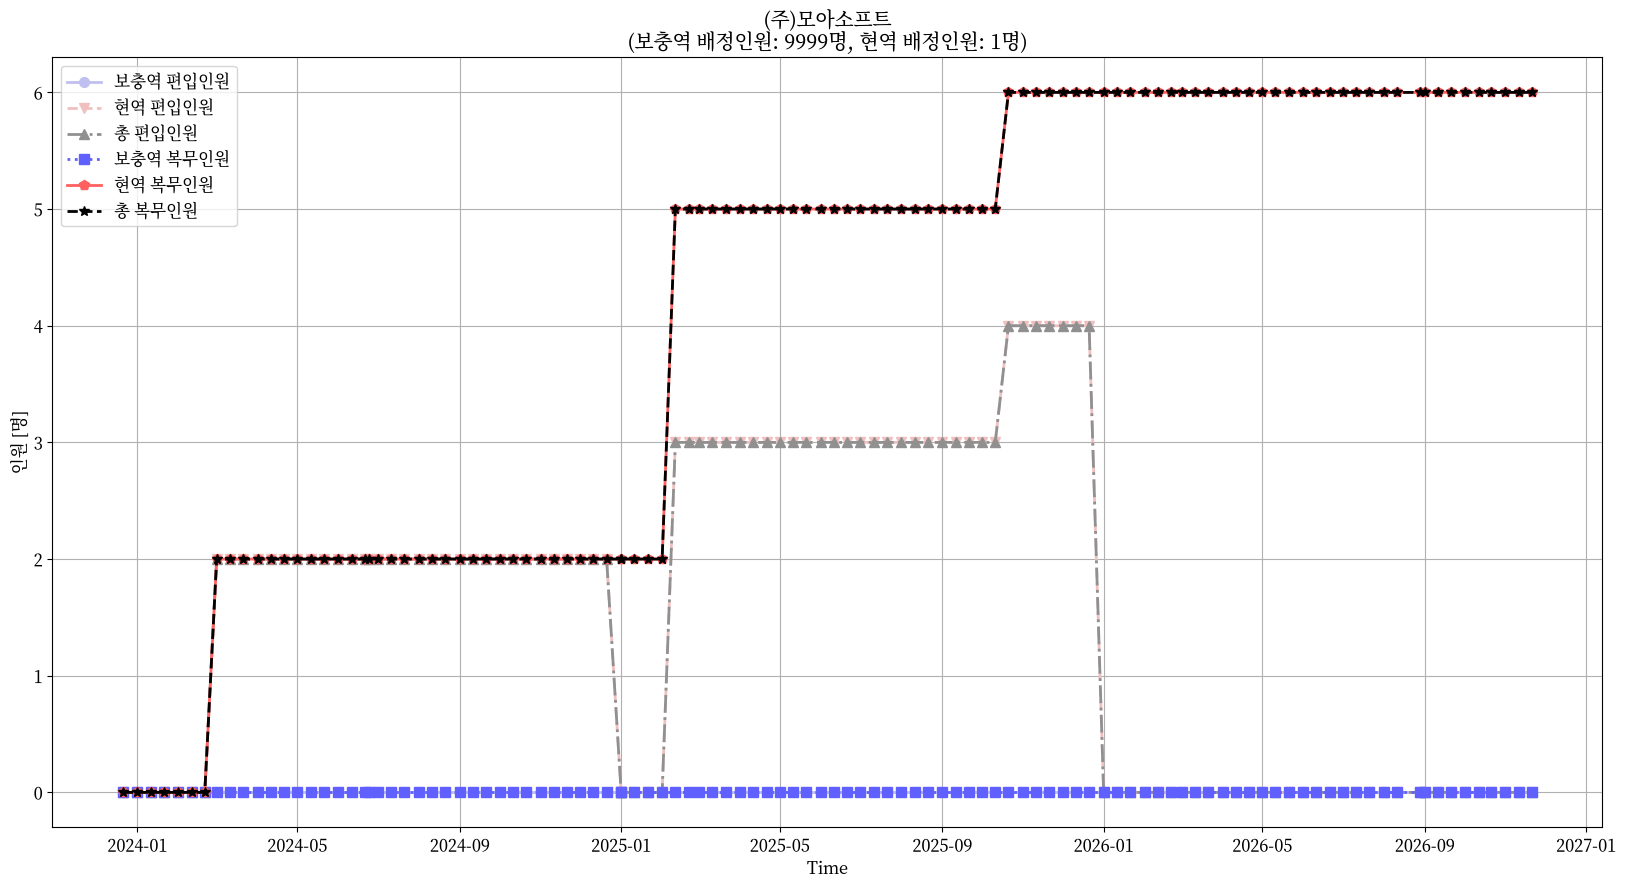 (주)모아소프트
(보충역 배정인원: 9999명, 현역 배정인원: 1명)
보충역 편입인원
현역 편입인원
총 편입인원
보충역 복무인원
현역 복무인원
총 복무인원
인원 [명]
6
5
4
3
2
1
0
2024-01
2024-05
2024-09
2025-01
2025-05
2025-09
2026-01
2026-05
2026-09
2027-01
Time